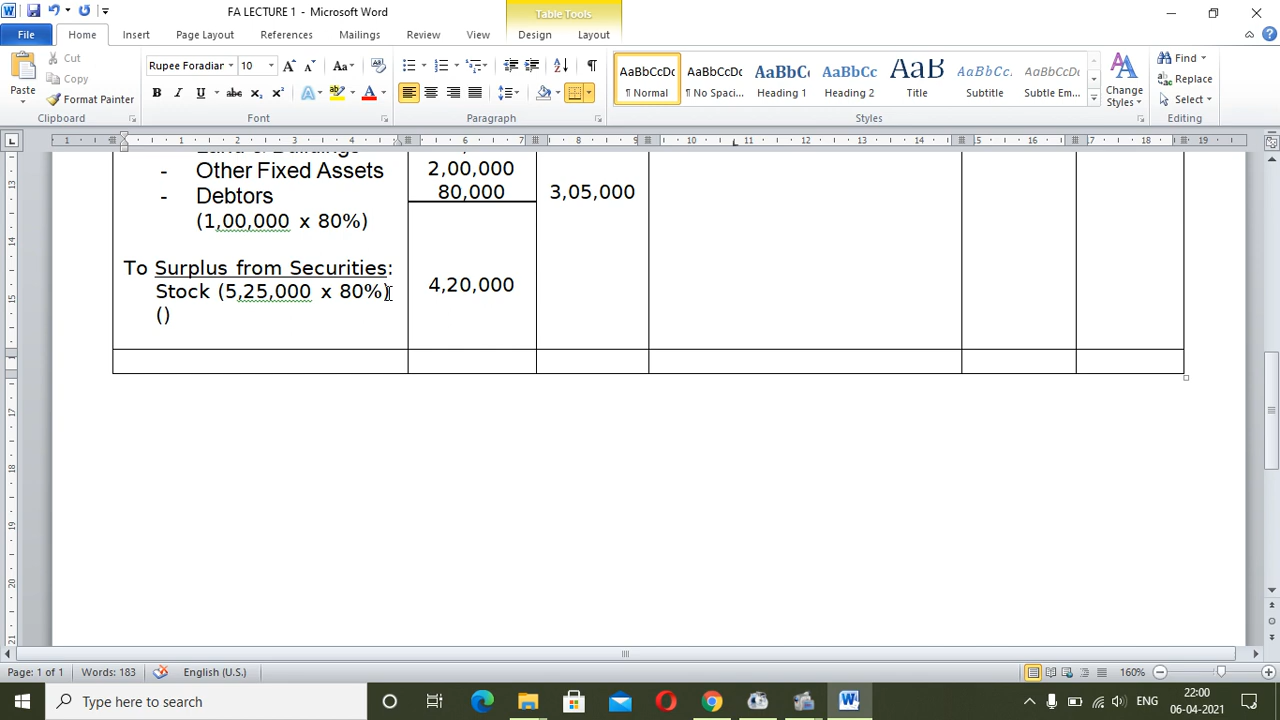 FA LECTURE 1 - Microsoft Word
Table Tools
File
Home
Insert
Page Layout
References
Mailings
Review
View
Design
Layout
Paste
Cut
Copy
Format Painter
Clipboard
Rupee Foradiar
10
Font
Paragraph
AaBbCcDc
¶ Normal
AaBbCcDc
¶ No Spaci...
AaBbCc
Heading 1
AaBbCc
Heading 2
AaB
Title
AaBbCc.
Subtitle
AaBbCcDc
Subtle Em...
Styles
Change
Styles
Find
Replace
Select
Editing
- Other Fixed Assets 2,00,000
- Debtors 80,000 3,05,000
(1,00,000 x 80%)
To Surplus from Securities:
Stock (5,25,000 x 80%) 4,20,000
()
Page: 1 of 1
Words: 183
English (U.S.)
160%
Type here to search
ENG
22:00
06-04-2021